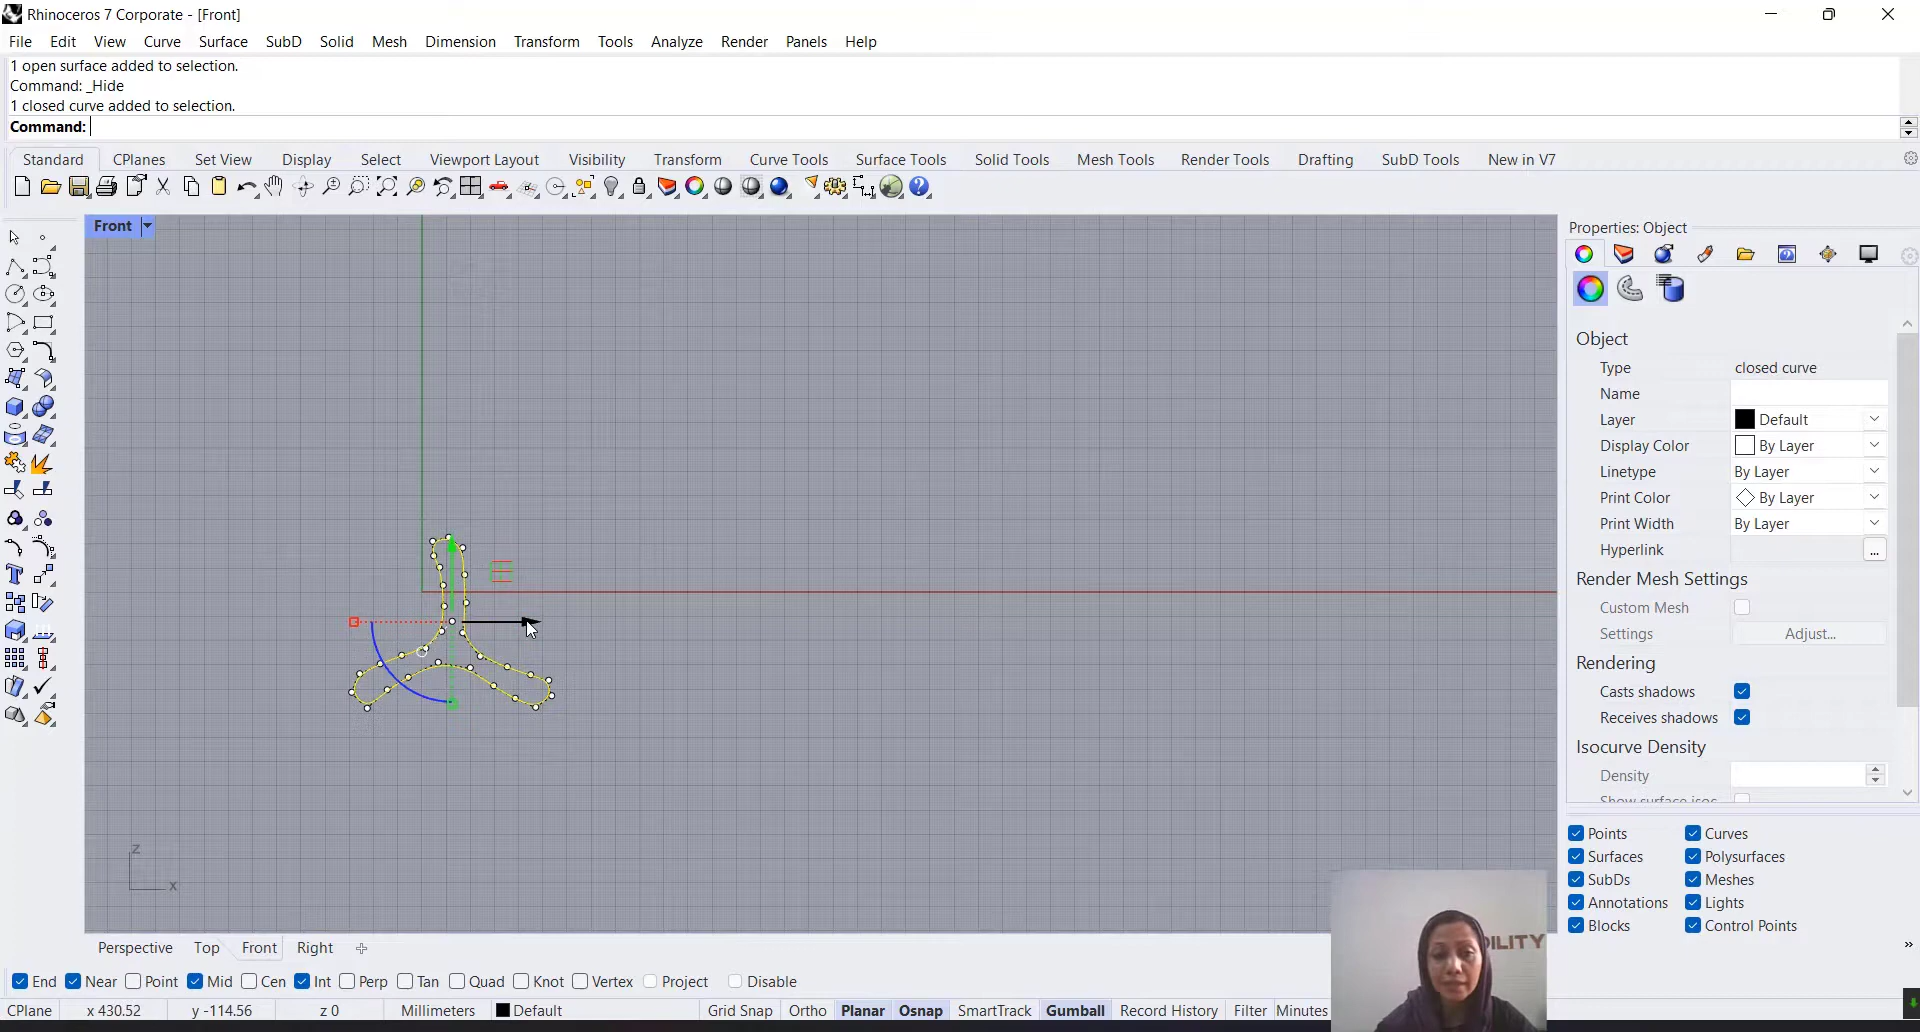 Rhinoceros 7 Corporate - [Front]
File Edit View Curve Surface SubD Solid Mesh Dimension Transform Tools Analyze Render Panels Help
1 open surface added to selection.
Command: _Hide
1 closed curve added to selection.
Command:
Standard CPlanes Set View Display Select Viewport Layout Visibility Transform Curve Tools Surface Tools Solid Tools Mesh Tools Render Tools Drafting SubD Tools New in V7
Front
Properties: Object
Object
Type closed curve
Name
Layer Default
Display Color By Layer
Linetype By Layer
Print Color By Layer
Print Width By Layer
Hyperlink ...
Render Mesh Settings
Custom Mesh
Settings Adjust...
Rendering
Casts shadows
Receives shadows
Isocurve Density
Density
Show surface isoc
z
x
Points Curves
Surfaces Polysurfaces
SubDs Meshes
Annotations Lights
Blocks Control Points
DILITY
Perspective Top Front Right
End Near Point Mid Cen Int Perp Tan Quad Knot Vertex Project Disable
CPlane x 430.52 y -114.56 z 0 Millimeters Default Grid Snap Ortho Planar Osnap SmartTrack Gumball Record History Filter Minutes